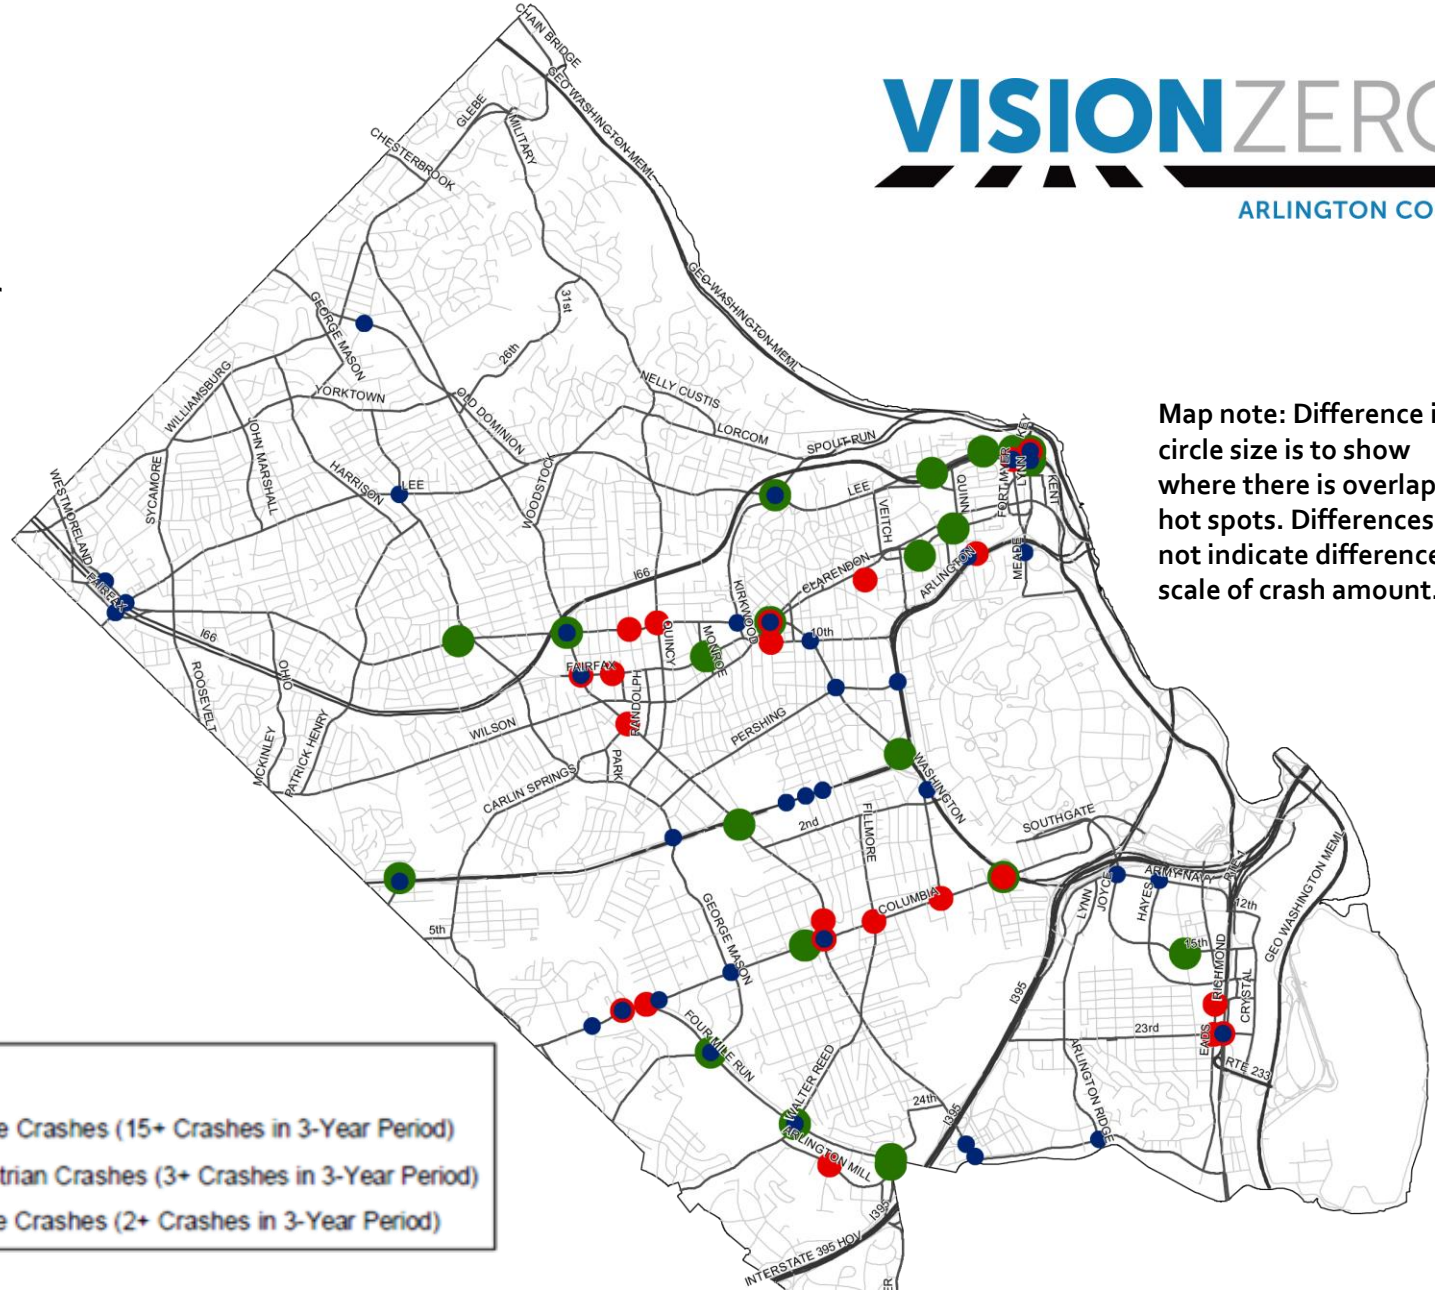 CHAIN BRIDGE
GEO WASHINGTON MEML
GLEBE
MILITARY
CHESTERBROOK
VISIONZERO
ARLINGTON CO
GEO WASHINGTON MEML
31st
GEORGE MASON
26th
WILLIAMSBURG
YORKTOWN
OLD DOMINION
NELLY CUSTIS
LORCOM
SPOUT RUN
KEY
Map note: Difference i
circle size is to show
where there is overlap
hot spots. Differences
not indicate difference
scale of crash amount.
JOHN MARSHALL
SYCAMORE
WESTMORELAND
HARRISON
LEE
WOODSTOCK
LEE
VEITCH
QUINN
FORT MYER
LYNN
KENT
FAIRFAX
I66
I66
KIRKWOOD
CLARENDON
ARLINGTON
MEADE
10th
QUINCY
MONROE
FAIRFAX
RANDOLPH
ROOSEVELT
OHIO
MCKINLEY
PATRICK HENRY
WILSON
PERSHING
PARK
CARLIN SPRINGS
WASHINGTON
2nd
FILLMORE
SOUTHGATE
GEO WASHINGTON MEML
RTE 1
ARMY NAVY
LYNN
JOYCE
HAYES
12th
COLUMBIA
GEORGE MASON
5th
15th
RICHMOND
CRYSTAL
I395
23rd
EADS
RTE 233
FOUR MILE RUN
ARLINGTON RIDGE
WALTER REED
24th
I395
ARLINGTON MILL
I395
INTERSTATE 395 HOV
ER
e Crashes (15+ Crashes in 3-Year Period)
trian Crashes (3+ Crashes in 3-Year Period)
e Crashes (2+ Crashes in 3-Year Period)